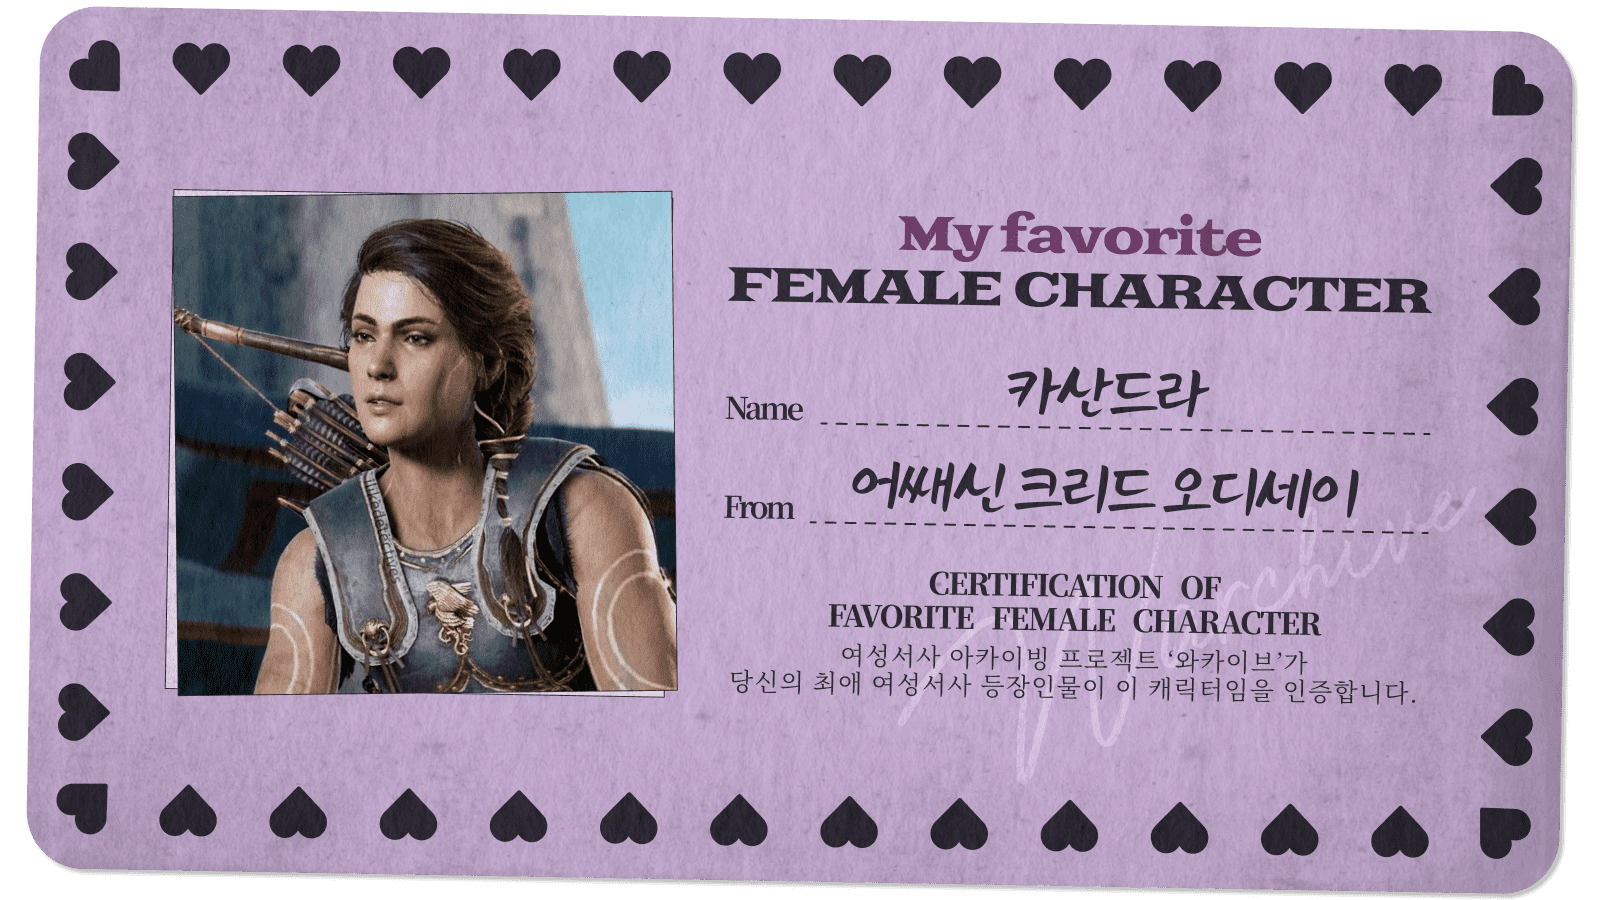 My favorite
FEMALE CHARACTER
Name 카산드라
From 어쌔신 크리드 오디세이
CERTIFICATION OF
FAVORITE FEMALE CHARACTER
여성서사 아카이빙 프로젝트 ‘와카이브’가
당신의 최애 여성서사 등장인물이 이 캐릭터임을 인증합니다.
Warchive